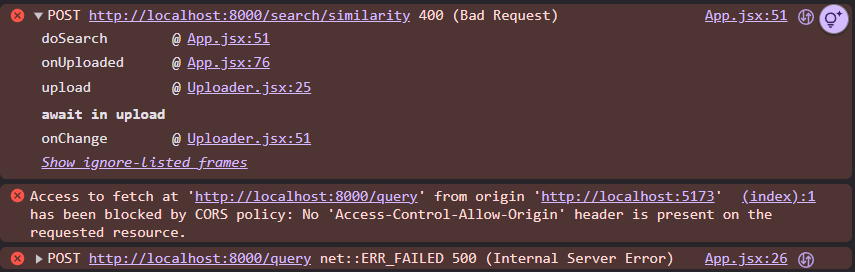 POST http://localhost:8000/search/similarity 400 (Bad Request) App.jsx:51
doSearch @ App.jsx:51
onUploaded @ App.jsx:76
upload @ Uploader.jsx:25
await in upload
onChange @ Uploader.jsx:51
Show ignore-listed frames
Access to fetch at 'http://localhost:8000/query' from origin 'http://localhost:5173' (index):1
has been blocked by CORS policy: No 'Access-Control-Allow-Origin' header is present on the
requested resource.
POST http://localhost:8000/query net::ERR_FAILED 500 (Internal Server Error) App.jsx:26